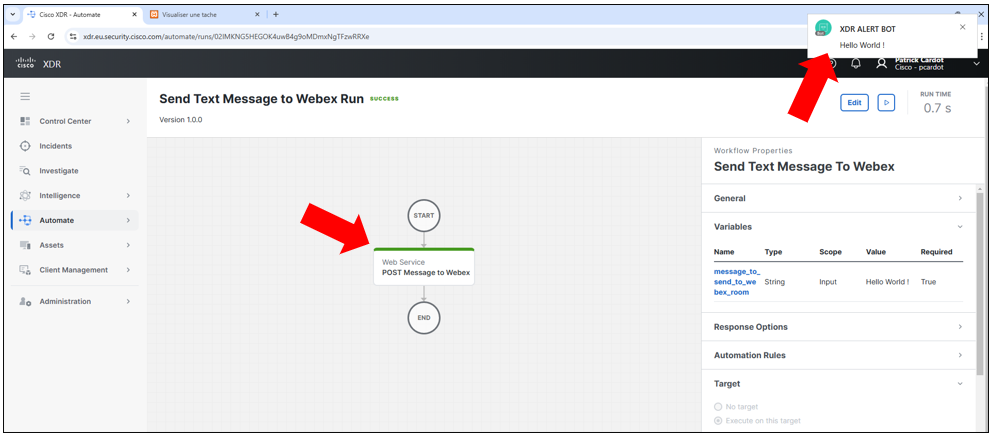 Cisco XDR - Automate
Visualiser une tache
xdr.eu.security.cisco.com/automate/runs/02IMKNG5HEGOK4uwB4g9oMDmxNgTFzwRRXe
XDR ALERT BOT
Hello World !
CISCO XDR
Patrick Cardot
Cisco - pcardot
Control Center
Incidents
Investigate
Intelligence
Automate
Assets
Client Management
Administration
Send Text Message to Webex Run SUCCESS
Version 1.0.0
Edit
RUN TIME
0.7 s
START
Web Service
POST Message to Webex
END
Workflow Properties
Send Text Message To Webex
General
Variables
Name Type Scope Value Required
message_to_
send_to_we
bex_room
String Input Hello World ! True
Response Options
Automation Rules
Target
No target
Execute on this target